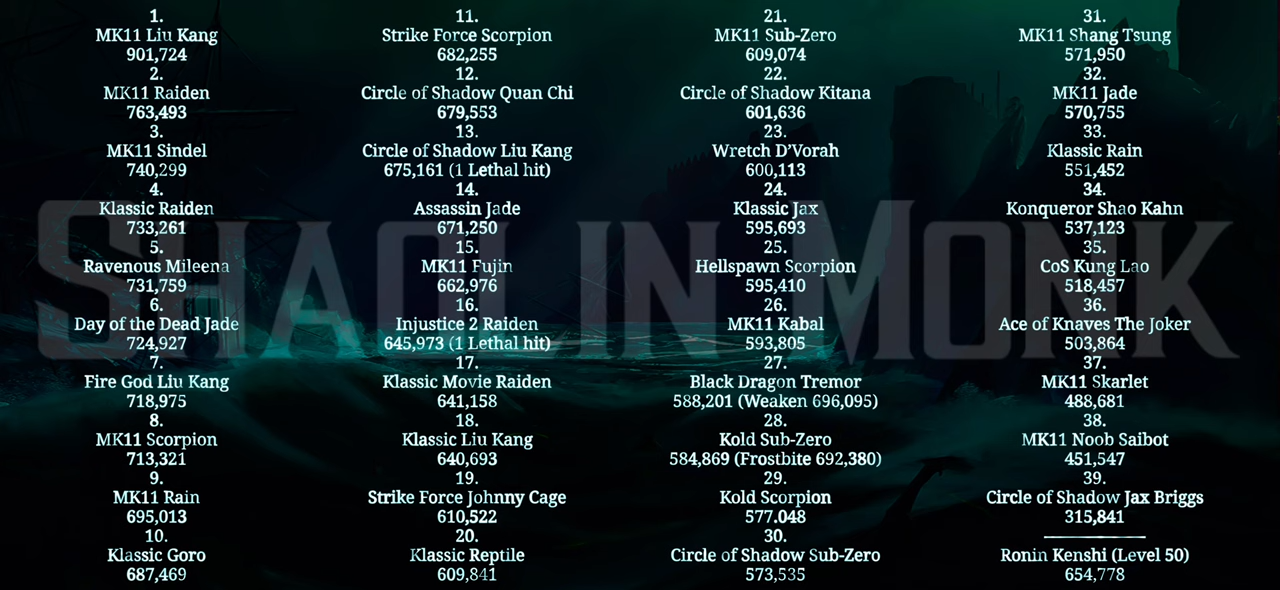 1.
MK11 Liu Kang
901,724
2.
MK11 Raiden
763,493
3.
MK11 Sindel
740,299
4.
Klassic Raiden
733,261
5.
Ravenous Mileena
731,759
6.
Day of the Dead Jade
724,927
7.
Fire God Liu Kang
718,975
8.
MK11 Scorpion
713,321
9.
MK11 Rain
695,013
10.
Klassic Goro
687,469
11.
Strike Force Scorpion
682,255
12.
Circle of Shadow Quan Chi
679,553
13.
Circle of Shadow Liu Kang
675,161 (1 Lethal hit)
14.
Assassin Jade
671,250
15.
MK11 Fujin
662,976
16.
Injustice 2 Raiden
645,973 (1 Lethal hit)
17.
Klassic Movie Raiden
641,158
18.
Klassic Liu Kang
640,693
19.
Strike Force Johnny Cage
610,522
20.
Klassic Reptile
609,841
21.
MK11 Sub-Zero
609,074
22.
Circle of Shadow Kitana
601,636
23.
Wretch D’Vorah
600,113
24.
Klassic Jax
595,693
25.
Hellspawn Scorpion
595,410
26.
MK11 Kabal
593,805
27.
Black Dragon Tremor
588,201 (Weaken 696,095)
28.
Kold Sub-Zero
584,869 (Frostbite 692,380)
29.
Kold Scorpion
577.048
30.
Circle of Shadow Sub-Zero
573,535
31.
MK11 Shang Tsung
571,950
32.
MK11 Jade
570,755
33.
Klassic Rain
551,452
34.
Konqueror Shao Kahn
537,123
35.
CoS Kung Lao
518,457
36.
Ace of Knaves The Joker
503,864
37.
MK11 Skarlet
488,681
38.
MK11 Noob Saibot
451,547
39.
Circle of Shadow Jax Briggs
315,841
Ronin Kenshi (Level 50)
654,778
SHAOLIN MONK